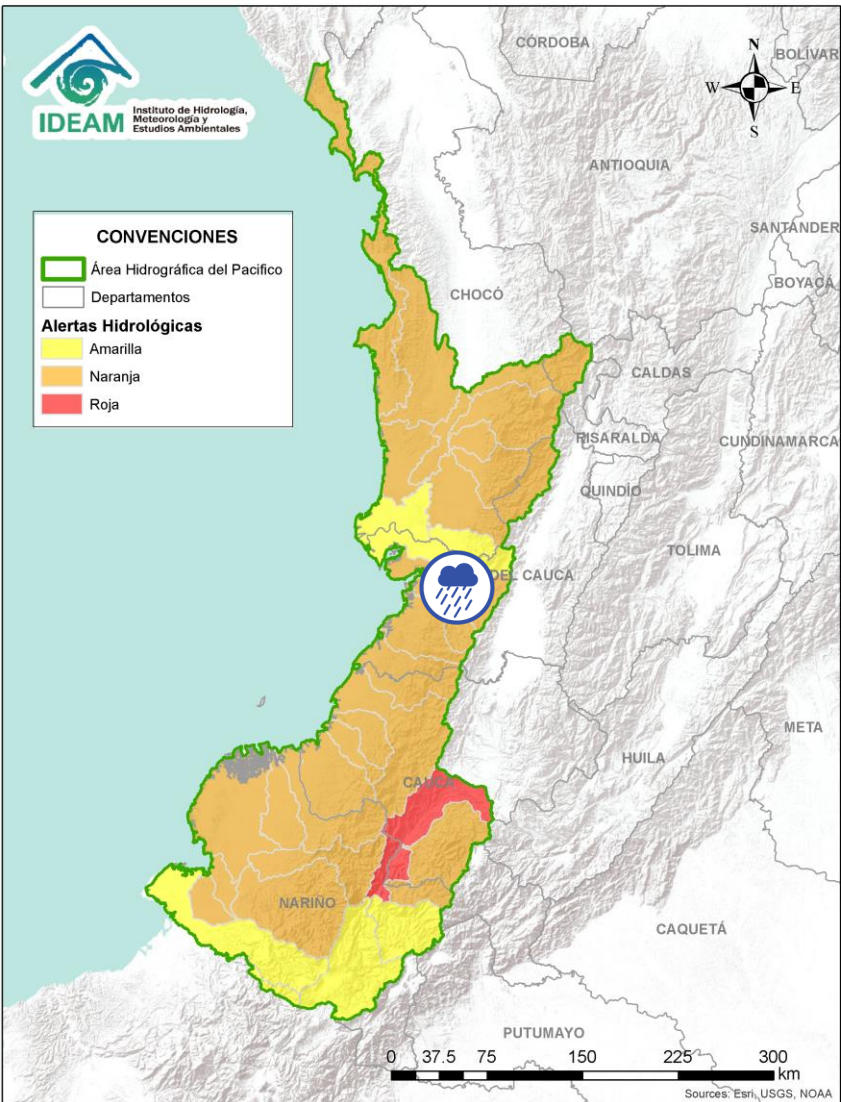 IDEAM
Instituto de Hidrología,
Meteorología y
Estudios Ambientales
N
W
E
S
CÓRDOBA
BOLÍVAR
ANTIOQUIA
SANTANDER
BOYACÁ
CHOCÓ
CONVENCIONES
Área Hidrográfica del Pacifico
Departamentos
Alertas Hidrológicas
Amarilla
Naranja
Roja
CALDAS
RISARALDA
CUNDINAMARCA
QUINDÍO
TOLIMA
DEL CAUCA
META
HUILA
CAUCA
NARIÑO
CAQUETÁ
PUTUMAYO
0 37.5 75 150 225 300
km
Sources: Esri, USGS, NOAA